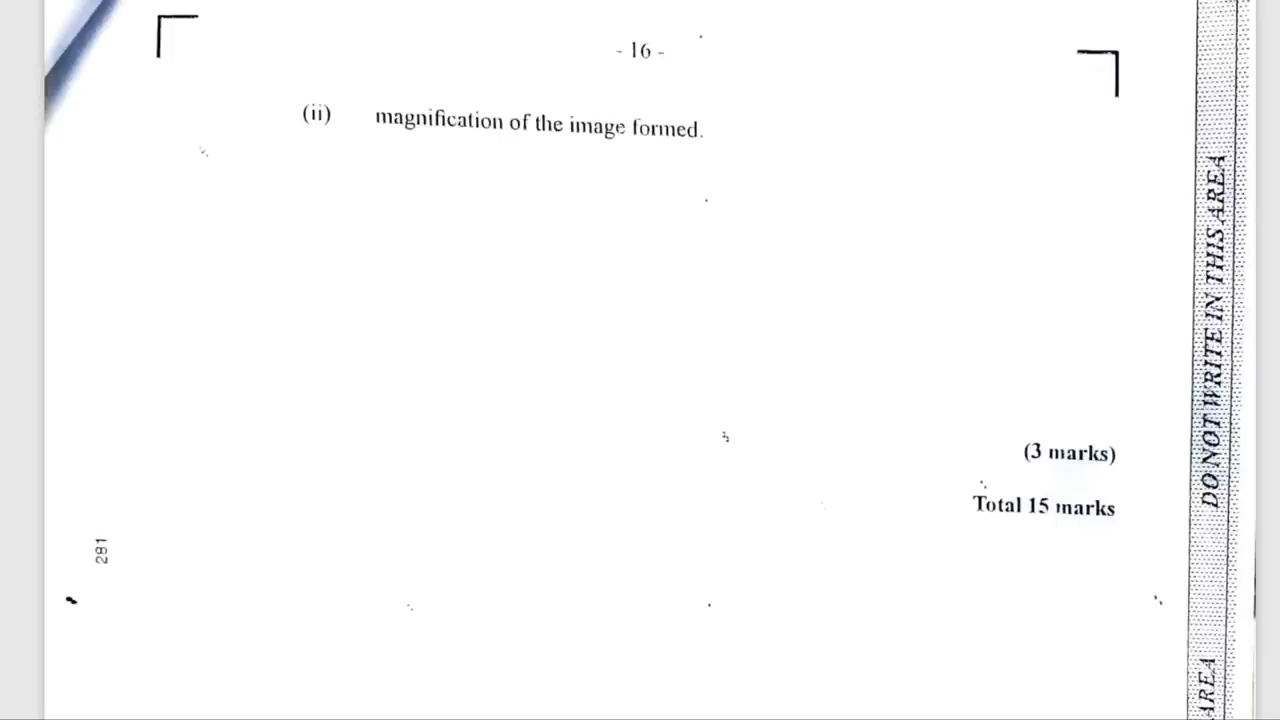 - 16 -
(ii) magnification of the image formed.
(3 marks)
Total 15 marks
281
DO NOT WRITE IN THIS AREA
AREA